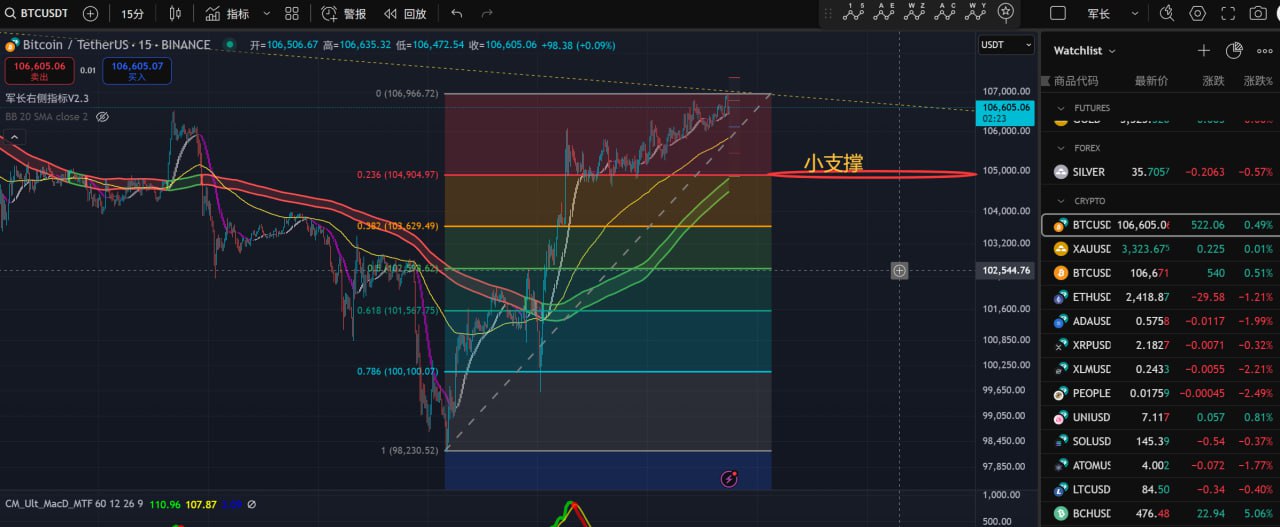 BTCUSDT
15分
指标
警报
回放
1 5
A E
W Z
A C
W Y
军长
Bitcoin / TetherUS · 15 · BINANCE
开=106,506.67 高=106,635.32 低=106,472.54 收=106,605.06 +98.38 (+0.09%)
106,605.06
卖出
0.01
106,605.07
买入
军长右侧指标V2.3
BB 20 SMA close 2
0 (106,966.72)
0.236 (104,904.97)
0.382 (103,629.49)
0.618 (101,567.75)
0.786 (100,100.07)
1 (98,230.52)
小支撑
USDT
107,000.00
106,605.06
02:23
106,000.00
105,000.00
104,000.00
103,200.00
102,544.76
101,600.00
100,850.00
100,250.00
99,650.00
99,050.00
98,450.00
97,850.00
CM_Ult_MacD_MTF 60 12 26 9 110.96 107.87
1,000.00
500.00
Watchlist
商品代码 最新价 涨跌 涨跌%
FUTURES
FOREX
SILVER 35.705 −0.2063 −0.57%
CRYPTO
BTCUSD 106,605.06 522.06 0.49%
XAUUSD 3,323.675 0.225 0.01%
BTCUSD 106,671 540 0.51%
ETHUSD 2,418.87 −29.58 −1.21%
ADAUSD 0.5758 −0.0117 −1.99%
XRPUSD 2.1827 −0.0071 −0.32%
XLMUSD 0.2433 −0.0055 −2.21%
PEOPLE 0.01759 −0.00045 −2.49%
UNIUSD 7.117 0.057 0.81%
SOLUSD 145.39 −0.54 −0.37%
ATOMUS 4.002 −0.072 −1.77%
LTCUSD 84.50 −0.34 −0.40%
BCHUSD 476.48 22.94 5.06%